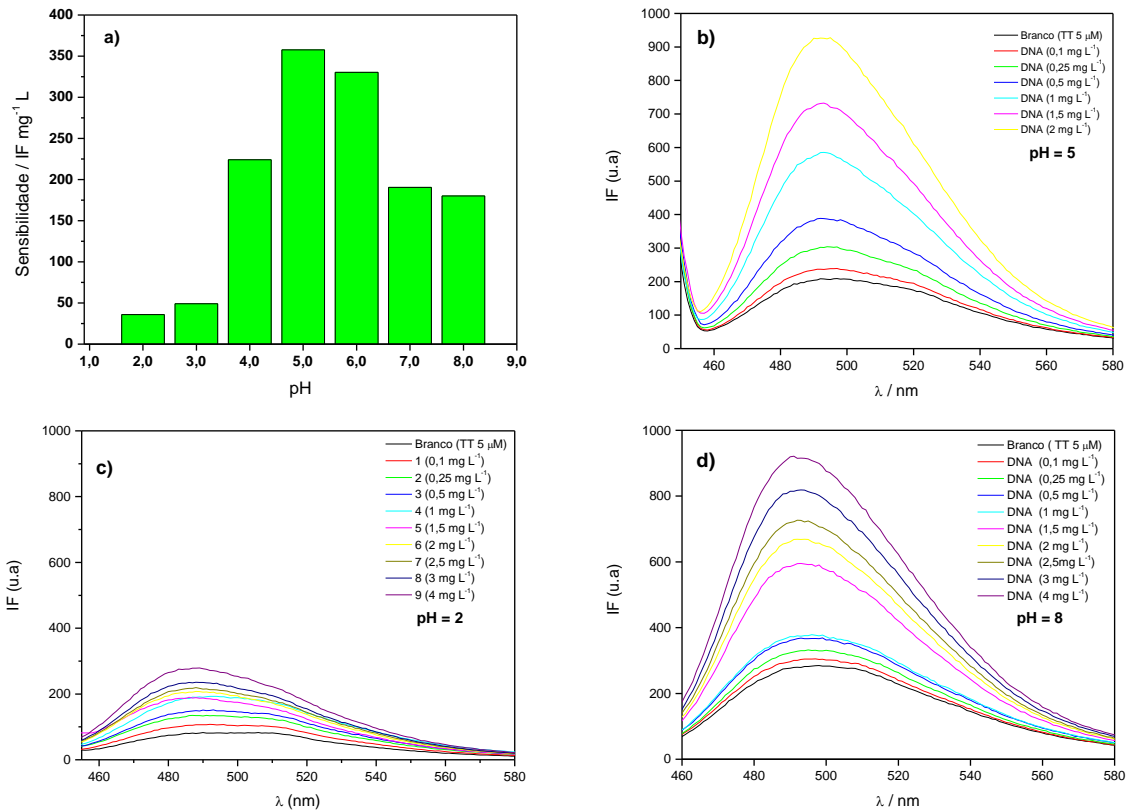 a)
Sensibilidade / IF mg⁻¹ L
400
350
300
250
200
150
100
50
0
1,0 2,0 3,0 4,0 5,0 6,0 7,0 8,0 9,0
pH
b)
IF (u.a)
1000
900
800
700
600
500
400
300
200
100
0
460 480 500 520 540 560 580
λ / nm
Branco (TT 5 μM)
DNA (0,1 mg L⁻¹)
DNA (0,25 mg L⁻¹)
DNA (0,5 mg L⁻¹)
DNA (1 mg L⁻¹)
DNA (1,5 mg L⁻¹)
DNA (2 mg L⁻¹)
pH = 5
c)
IF (u.a)
1000
800
600
400
200
0
460 480 500 520 540 560 580
λ (nm)
Branco (TT 5 μM)
1 (0,1 mg L⁻¹)
2 (0,25 mg L⁻¹)
3 (0,5 mg L⁻¹)
4 (1 mg L⁻¹)
5 (1,5 mg L⁻¹)
6 (2 mg L⁻¹)
7 (2,5 mg L⁻¹)
8 (3 mg L⁻¹)
9 (4 mg L⁻¹)
pH = 2
d)
IF (u.a)
1000
800
600
400
200
0
460 480 500 520 540 560 580
λ / nm
Branco ( TT 5 μM)
DNA (0,1 mg L⁻¹)
DNA (0,25 mg L⁻¹)
DNA (0,5 mg L⁻¹)
DNA (1 mg L⁻¹)
DNA (1,5 mg L⁻¹)
DNA (2 mg L⁻¹)
DNA (2,5mg L⁻¹)
DNA (3 mg L⁻¹)
DNA (4 mg L⁻¹)
pH = 8